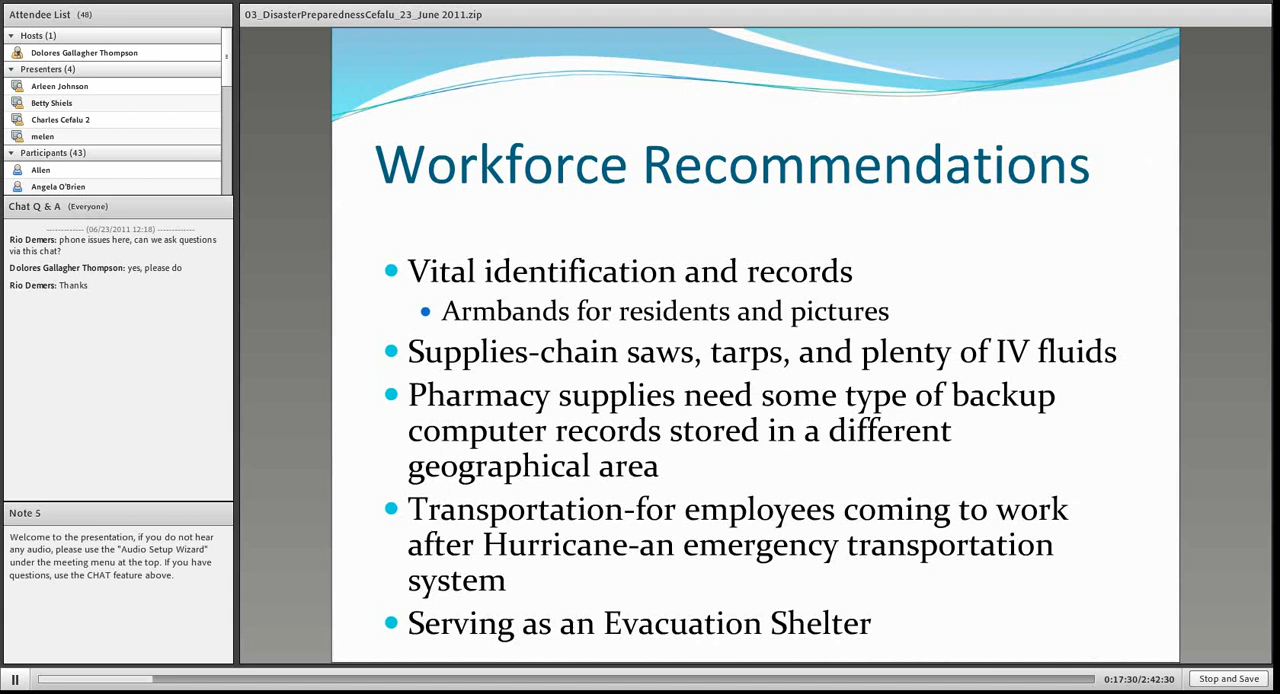 Attendee List (48)
Hosts (1)
Dolores Gallagher Thompson
Presenters (4)
Arleen Johnson
Betty Shiels
Charles Cefalu 2
melen
Participants (43)
Allen
Angela O'Brien
Chat Q & A (Everyone)
------------- (06/23/2011 12:18) -------------
Rio Demers: phone issues here, can we ask questions
via this chat?
Dolores Gallagher Thompson: yes, please do
Rio Demers: Thanks
Note 5
Welcome to the presentation, if you do not hear
any audio, please use the "Audio Setup Wizard"
under the meeting menu at the top. If you have
questions, use the CHAT feature above.
03_DisasterPreparednessCefalu_23_June 2011.zip
Workforce Recommendations
• Vital identification and records
• Armbands for residents and pictures
• Supplies-chain saws, tarps, and plenty of IV fluids
• Pharmacy supplies need some type of backup
computer records stored in a different
geographical area
• Transportation-for employees coming to work
after Hurricane-an emergency transportation
system
• Serving as an Evacuation Shelter
0:17:30/2:42:30
Stop and Save